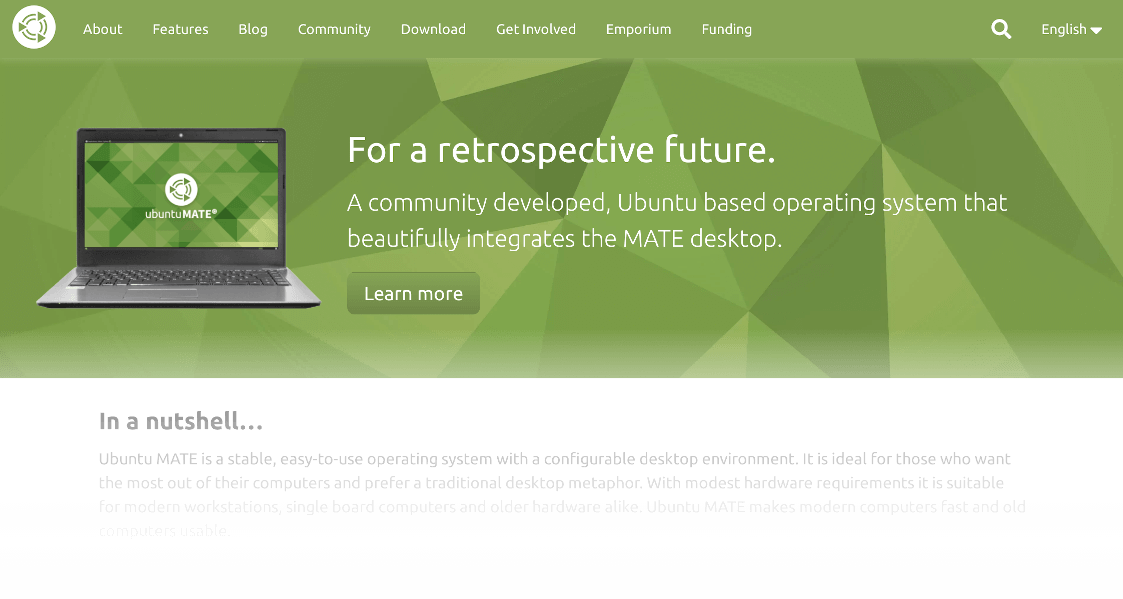 About Features Blog Community Download Get Involved Emporium Funding English
For a retrospective future.
ubuntuMATE®
A community developed, Ubuntu based operating system that
beautifully integrates the MATE desktop.
Learn more
In a nutshell...
Ubuntu MATE is a stable, easy-to-use operating system with a configurable desktop environment. It is ideal for those who want
the most out of their computers and prefer a traditional desktop metaphor. With modest hardware requirements it is suitable
for modern workstations, single board computers and older hardware alike. Ubuntu MATE makes modern computers fast and old
computers usable.